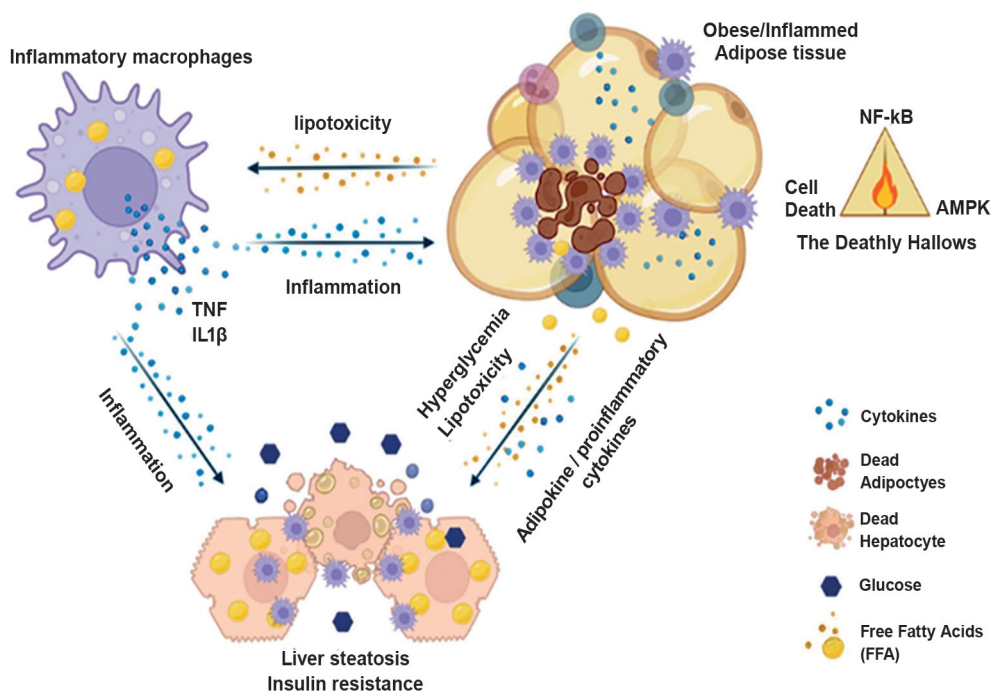 Inflammatory macrophages
Obese/Inflammed
Adipose tissue
lipotoxicity
Inflammation
TNF
IL1β
NF-kB
Cell
Death
AMPK
The Deathly Hallows
Inflammation
Hyperglycemia
Lipotoxicity
Adipokine / proinflammatory
cytokines
Cytokines
Dead
Adipoctyes
Dead
Hepatocyte
Glucose
Free Fatty Acids
(FFA)
Liver steatosis
Insulin resistance